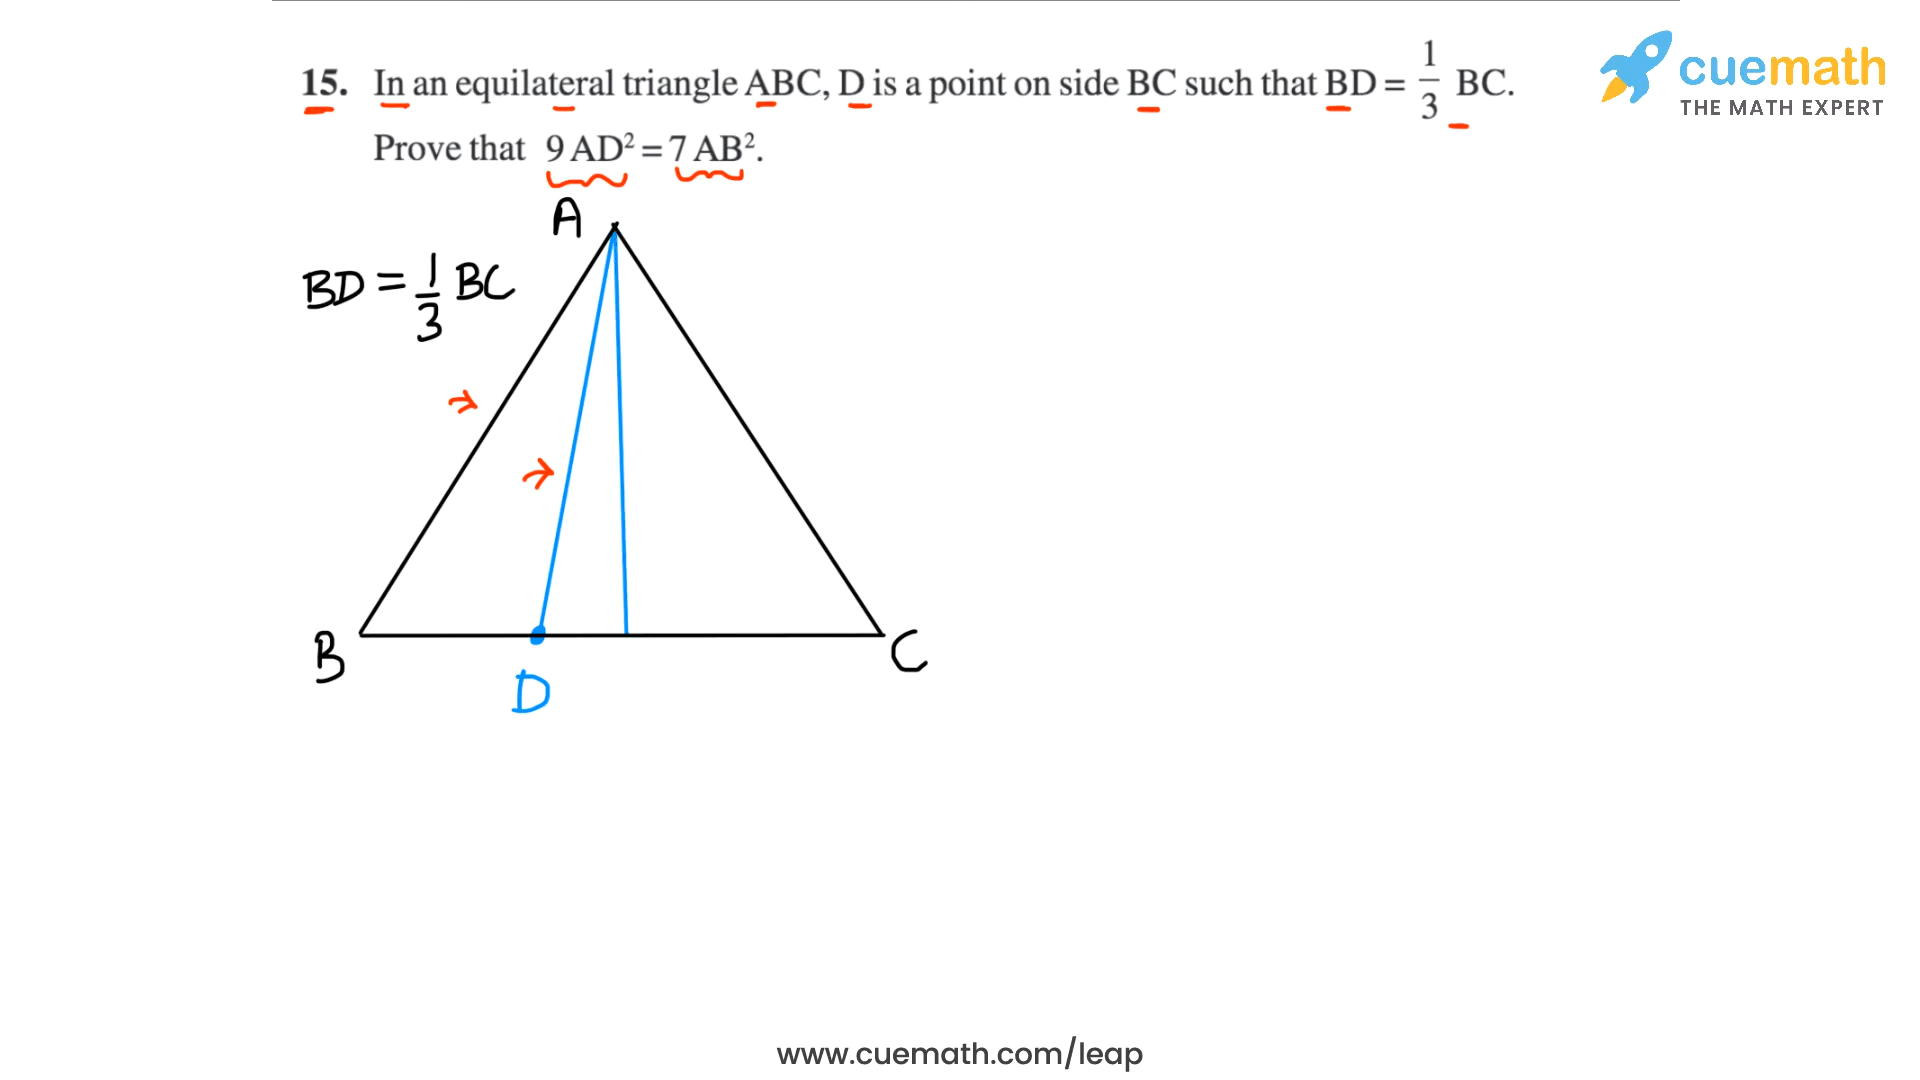 15. In an equilateral triangle ABC, D is a point on side BC such that BD = 1/3 BC.
Prove that 9 AD² = 7 AB².
cuemath
THE MATH EXPERT
A
BD = 1/3 BC
B
C
D
www.cuemath.com/leap